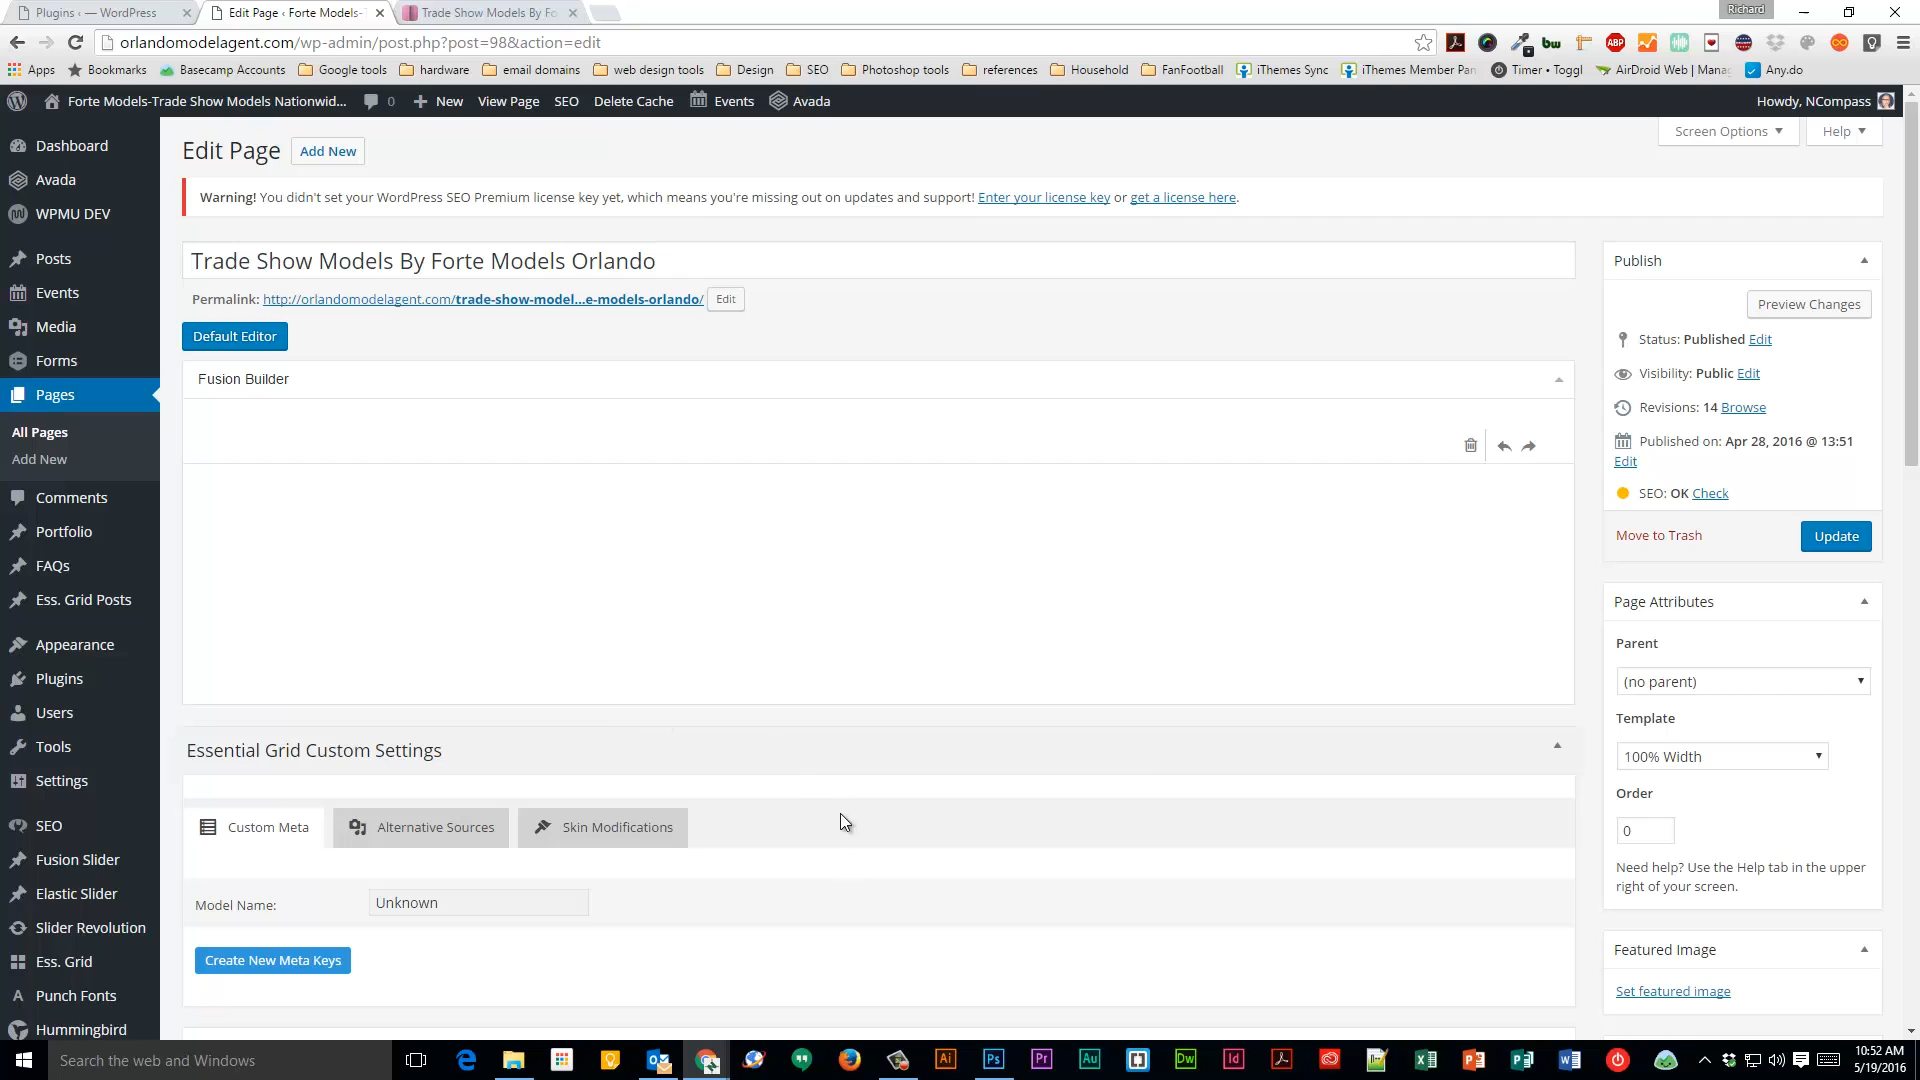 Plugins ‹ — WordPress
Edit Page ‹ Forte Models-
Trade Show Models By Fo
Richard
orlandomodelagent.com/wp-admin/post.php?post=98&action=edit
Apps
Bookmarks
Basecamp Accounts
Google tools
hardware
email domains
web design tools
Design
SEO
Photoshop tools
references
Household
FanFootball
iThemes Sync
iThemes Member Pan
Timer • Toggl
AirDroid Web | Manag
Any.do
Forte Models-Trade Show Models Nationwid...
0
New
View Page
SEO
Delete Cache
Events
Avada
Howdy, NCompass
Dashboard
Avada
WPMU DEV
Posts
Events
Media
Forms
Pages
All Pages
Add New
Comments
Portfolio
FAQs
Ess. Grid Posts
Appearance
Plugins
Users
Tools
Settings
SEO
Fusion Slider
Elastic Slider
Slider Revolution
Ess. Grid
Punch Fonts
Hummingbird
Screen Options
Help
Edit Page
Add New
Warning! You didn't set your WordPress SEO Premium license key yet, which means you're missing out on updates and support! Enter your license key or get a license here.
Trade Show Models By Forte Models Orlando
Permalink: http://orlandomodelagent.com/trade-show-model...e-models-orlando/
Edit
Default Editor
Fusion Builder
Essential Grid Custom Settings
Custom Meta
Alternative Sources
Skin Modifications
Model Name:
Unknown
Create New Meta Keys
Publish
Preview Changes
Status: Published Edit
Visibility: Public Edit
Revisions: 14 Browse
Published on: Apr 28, 2016 @ 13:51
Edit
SEO: OK Check
Move to Trash
Update
Page Attributes
Parent
(no parent)
Template
100% Width
Order
0
Need help? Use the Help tab in the upper
right of your screen.
Featured Image
Set featured image
Search the web and Windows
10:52 AM
5/19/2016